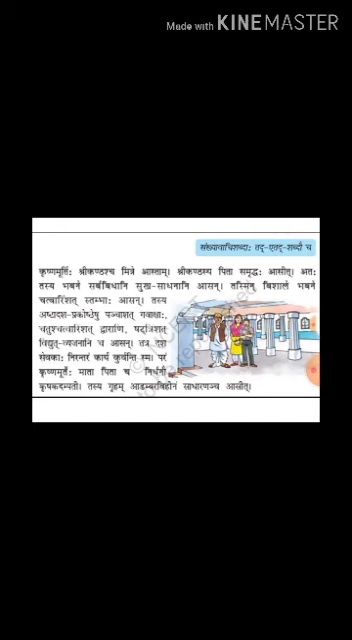 Made with KINEMASTER
संख्यावाचिशब्दाः तद्-एतद्-शब्दौ च
कृष्णमूर्तिः श्रीकण्ठश्च मित्रे आस्ताम्। श्रीकण्ठस्य पिता समृद्धः आसीत्। अतः
तस्य भवने सर्वविधानि सुख-साधनानि आसन्। तस्मिन् विशाले भवने
चत्वारिंशत् स्तम्भाः आसन्। तस्य
अष्टादश-प्रकोष्ठेषु पञ्चाशत् गवाक्षाः,
चतुश्चत्वारिंशत् द्वाराणि, षट्त्रिंशत्
विद्युत्-व्यजनानि च आसन्। तत्र दश
सेवकाः निरन्तरं कार्यं कुर्वन्ति स्म। परं
कृष्णमूर्तेः माता पिता च निर्धनौ
कृषकदम्पती। तस्य गृहम् आडम्बरविहीनं साधारणञ्च आसीत्।